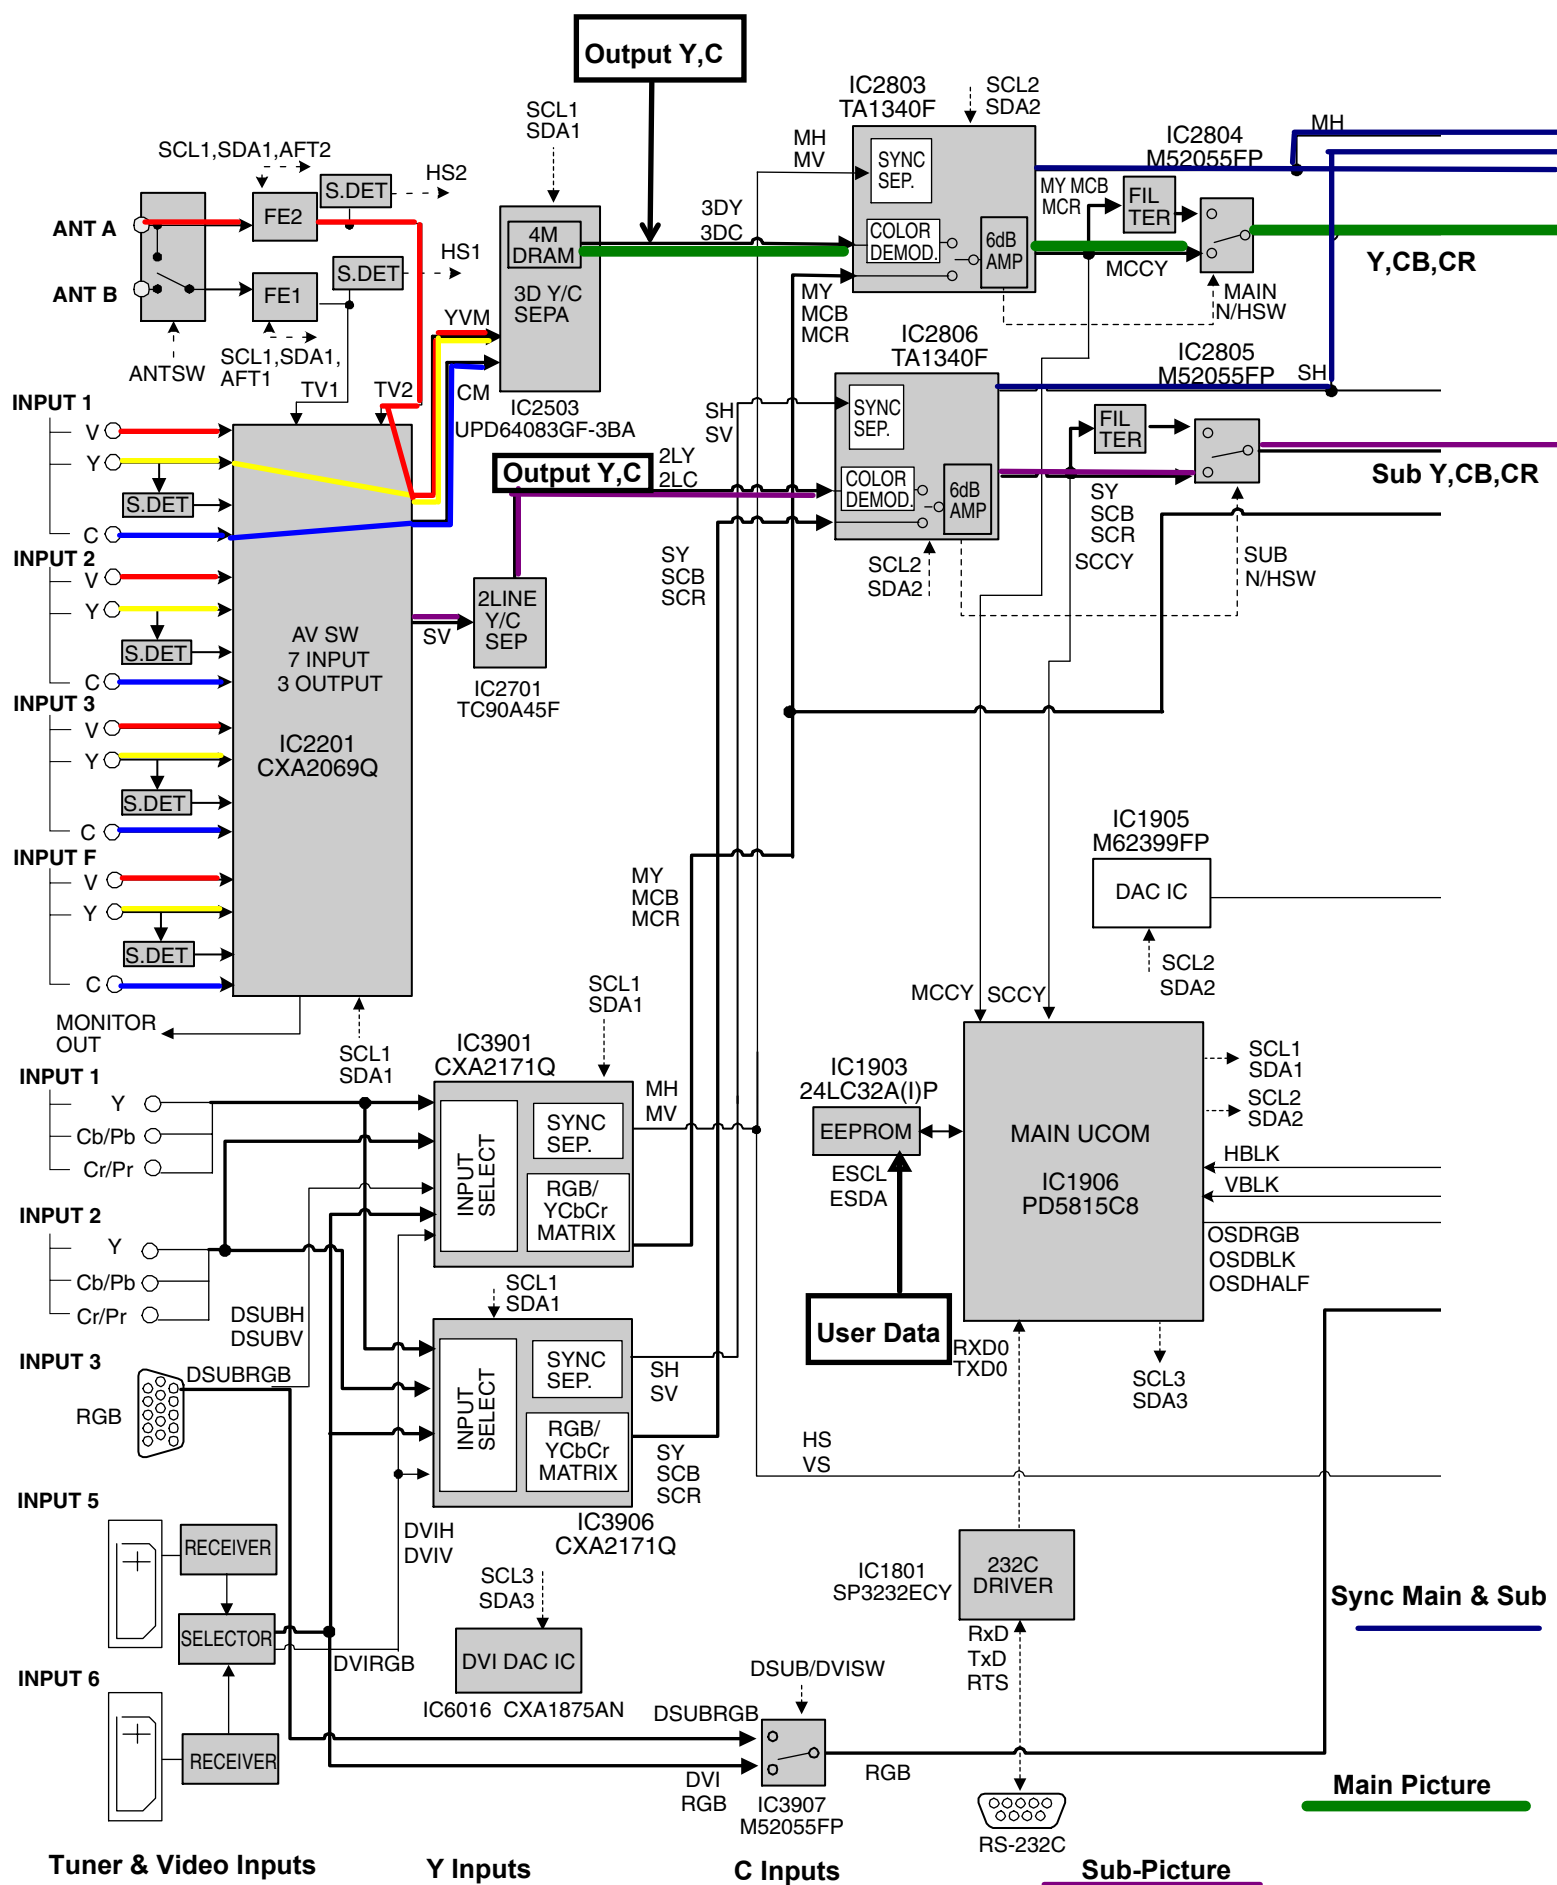 Output Y,C
IC2803
TA1340F
SCL2
SDA2
SCL1
SDA1
MH
MV
SYNC
SEP.
IC2804
M52055FP
MH
SCL1,SDA1,AFT2
S.DET
HS2
FE2
ANT A
4M
DRAM
3D Y/C
SEPA
3DY
3DC
COLOR
DEMOD.
6dB
AMP
MY MCB
MCR
FIL
TER
MCCY
Y,CB,CR
HS1
S.DET
ANT B
FE1
MY
MCB
MCR
MAIN
N/HSW
YVM
CM
SCL1,SDA1,
AFT1
ANTSW
TV1
TV2
IC2806
TA1340F
IC2805
M52055FP
SH
IC2503
UPD64083GF-3BA
SH
SV
SYNC
SEP.
FIL
TER
INPUT 1
V
Y
S.DET
C
Output Y,C
2LY
2LC
COLOR
DEMOD.
6dB
AMP
Sub Y,CB,CR
SY
SCB
SCR
SCCY
SUB
N/HSW
SCL2
SDA2
SY
SCB
SCR
INPUT 2
V
Y
S.DET
C
AV SW
7 INPUT
3 OUTPUT
IC2201
CXA2069Q
SV
2LINE
Y/C
SEP
IC2701
TC90A45F
INPUT 3
V
Y
S.DET
C
IC1905
M62399FP
DAC IC
SCL2
SDA2
INPUT F
V
Y
S.DET
C
MY
MCB
MCR
MCCY
SCCY
MONITOR
OUT
SCL1
SDA1
SCL1
SDA1
IC3901
CXA2171Q
INPUT
SELECT
SYNC
SEP.
RGB/
YCbCr
MATRIX
MH
MV
INPUT 1
Y
Cb/Pb
Cr/Pr
INPUT 2
Y
Cb/Pb
Cr/Pr
IC1903
24LC32A(I)P
EEPROM
ESCL
ESDA
MAIN UCOM
IC1906
PD5815C8
SCL1
SDA1
SCL2
SDA2
HBLK
VBLK
OSDRGB
OSDBLK
OSDHALF
User Data
RXD0
TXD0
SCL3
SDA3
SCL1
SDA1
DSUBH
DSUBV
INPUT 3
DSUBRGB
RGB
INPUT
SELECT
SYNC
SEP.
RGB/
YCbCr
MATRIX
SH
SV
SY
SCB
SCR
HS
VS
IC3906
CXA2171Q
INPUT 5
RECEIVER
SELECTOR
DVIH
DVIV
DVIRGB
SCL3
SDA3
DVI DAC IC
IC6016 CXA1875AN
IC1801
SP3232ECY
232C
DRIVER
RxD
TxD
RTS
Sync Main & Sub
INPUT 6
RECEIVER
DSUB/DVISW
DSUBRGB
DVI
RGB
RGB
IC3907
M52055FP
RS-232C
Main Picture
Tuner & Video Inputs
Y Inputs
C Inputs
Sub-Picture